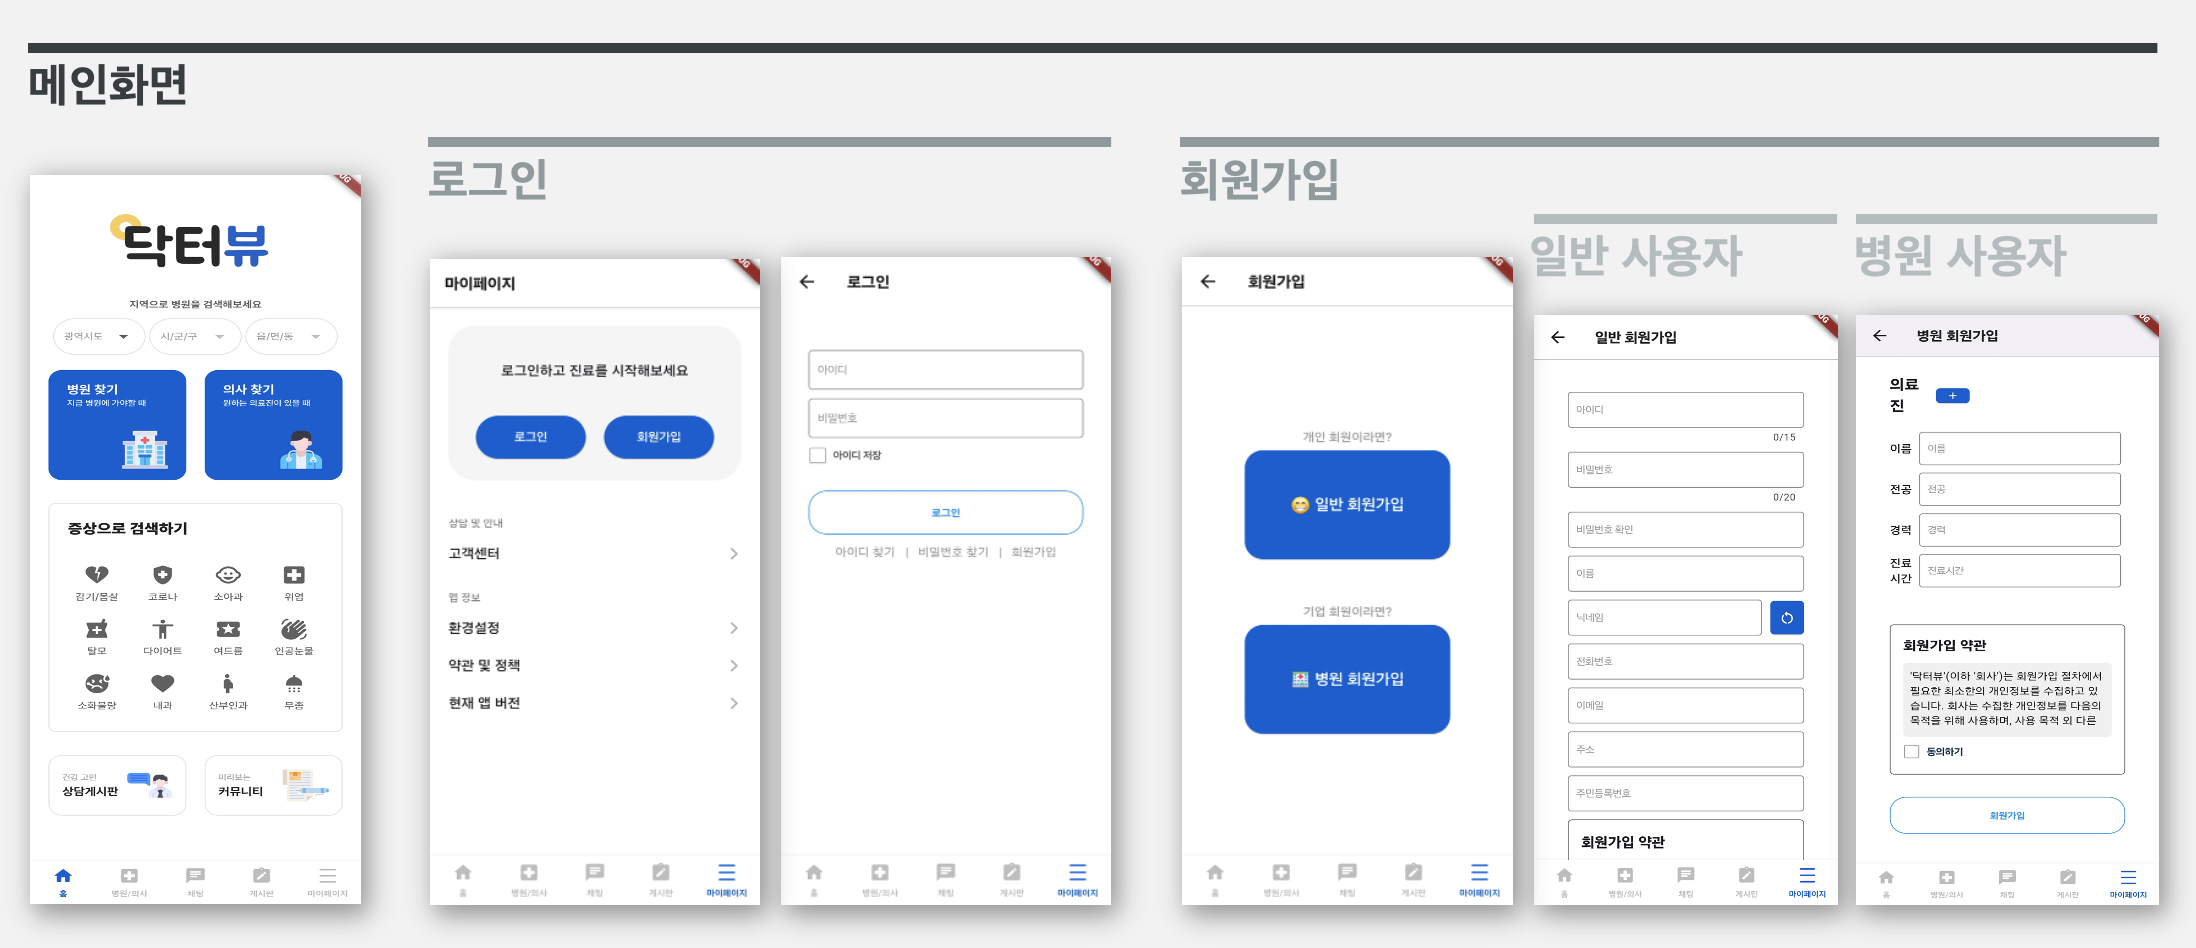 메인화면
닥터뷰
지역으로 병원을 검색해보세요
광역시도
시/군/구
읍/면/동
병원 찾기
지금 병원에 가야할 때
의사 찾기
원하는 의료진이 있을 때
증상으로 검색하기
감기/몸살
코로나
소아과
위염
탈모
다이어트
여드름
인공눈물
소화불량
내과
산부인과
무좀
건강 고민
상담게시판
미리보는
커뮤니티
홈
병원/의사
채팅
게시판
마이페이지
로그인
마이페이지
로그인하고 진료를 시작해보세요
로그인
회원가입
상담 및 안내
고객센터
앱 정보
환경설정
약관 및 정책
현재 앱 버전
홈
병원/의사
채팅
게시판
마이페이지
로그인
아이디
비밀번호
아이디 저장
로그인
아이디 찾기 | 비밀번호 찾기 | 회원가입
홈
병원/의사
채팅
게시판
마이페이지
회원가입
회원가입
개인 회원이라면?
😁 일반 회원가입
기업 회원이라면?
🏥 병원 회원가입
홈
병원/의사
채팅
게시판
마이페이지
일반 사용자
일반 회원가입
아이디
0/15
비밀번호
0/20
비밀번호 확인
이름
닉네임
전화번호
이메일
주소
주민등록번호
회원가입 약관
홈
병원/의사
채팅
게시판
마이페이지
병원 사용자
병원 회원가입
의료
진
+
이름
이름
전공
전공
경력
경력
진료
시간
진료시간
회원가입 약관
'닥터뷰'(이하 '회사')는 회원가입 절차에서
필요한 최소한의 개인정보를 수집하고 있
습니다. 회사는 수집한 개인정보를 다음의
목적을 위해 사용하며, 사용 목적 외 다른
동의하기
회원가입
홈
병원/의사
채팅
게시판
마이페이지